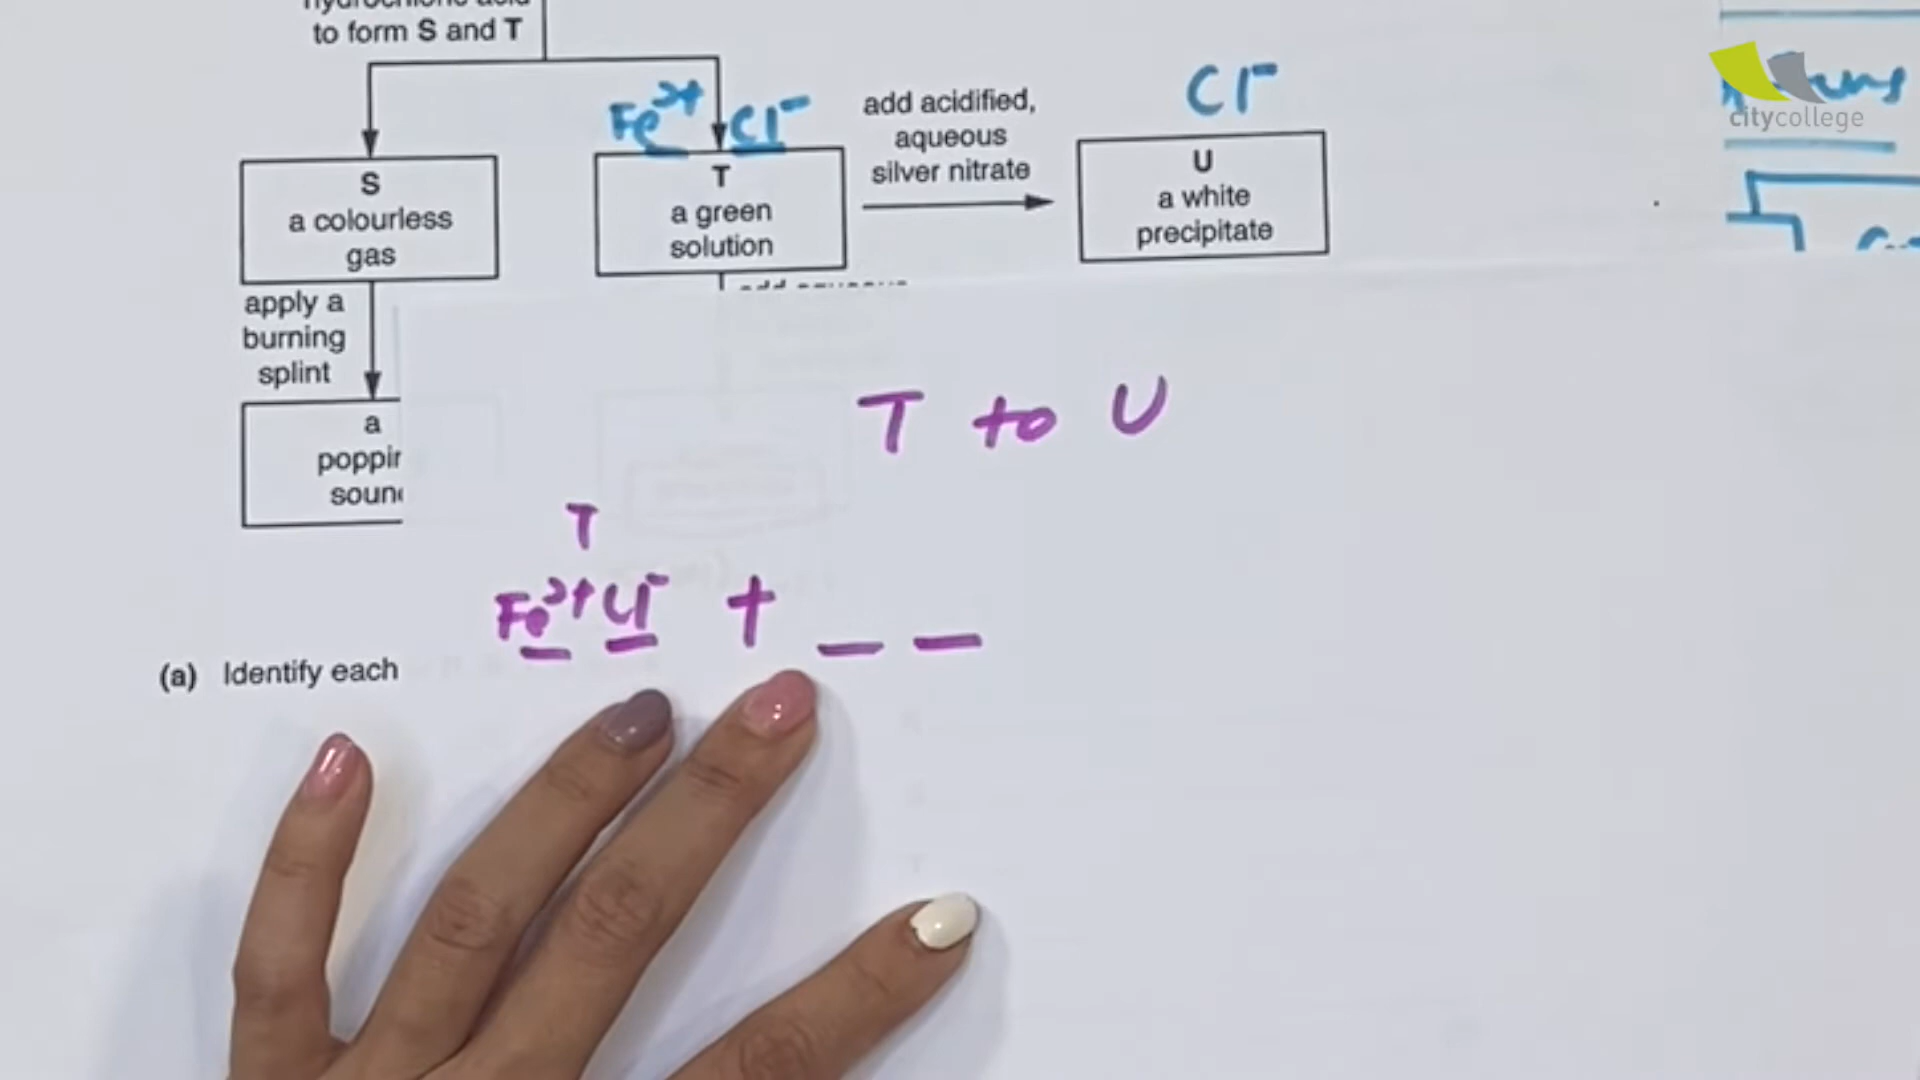 to form S and T
Fe²⁺ Cl⁻
S
a colourless
gas
T
a green
solution
add acidified,
aqueous
silver nitrate
Cl⁻
U
a white
precipitate
citycollege
apply a
burning
splint
a
T to U
T
Fe²⁺ Cl⁻ + _ _
(a) Identify each